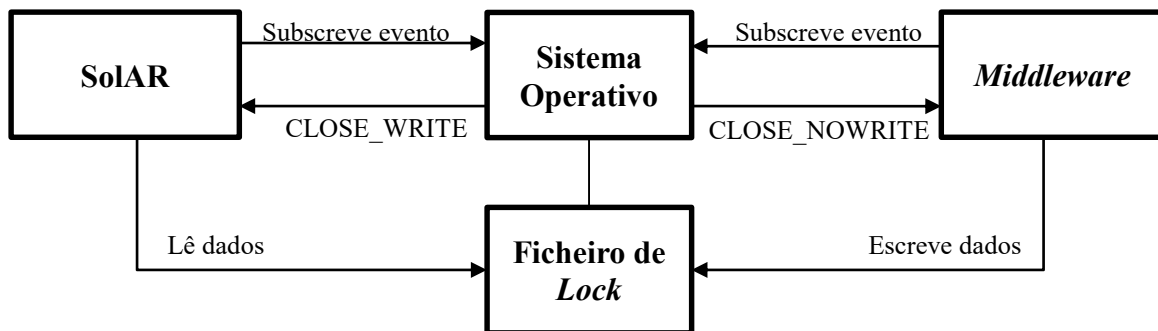 Subscreve evento
Subscreve evento
SolAR
Sistema
Operativo
Middleware
CLOSE_WRITE
CLOSE_NOWRITE
Lê dados
Ficheiro de
Lock
Escreve dados